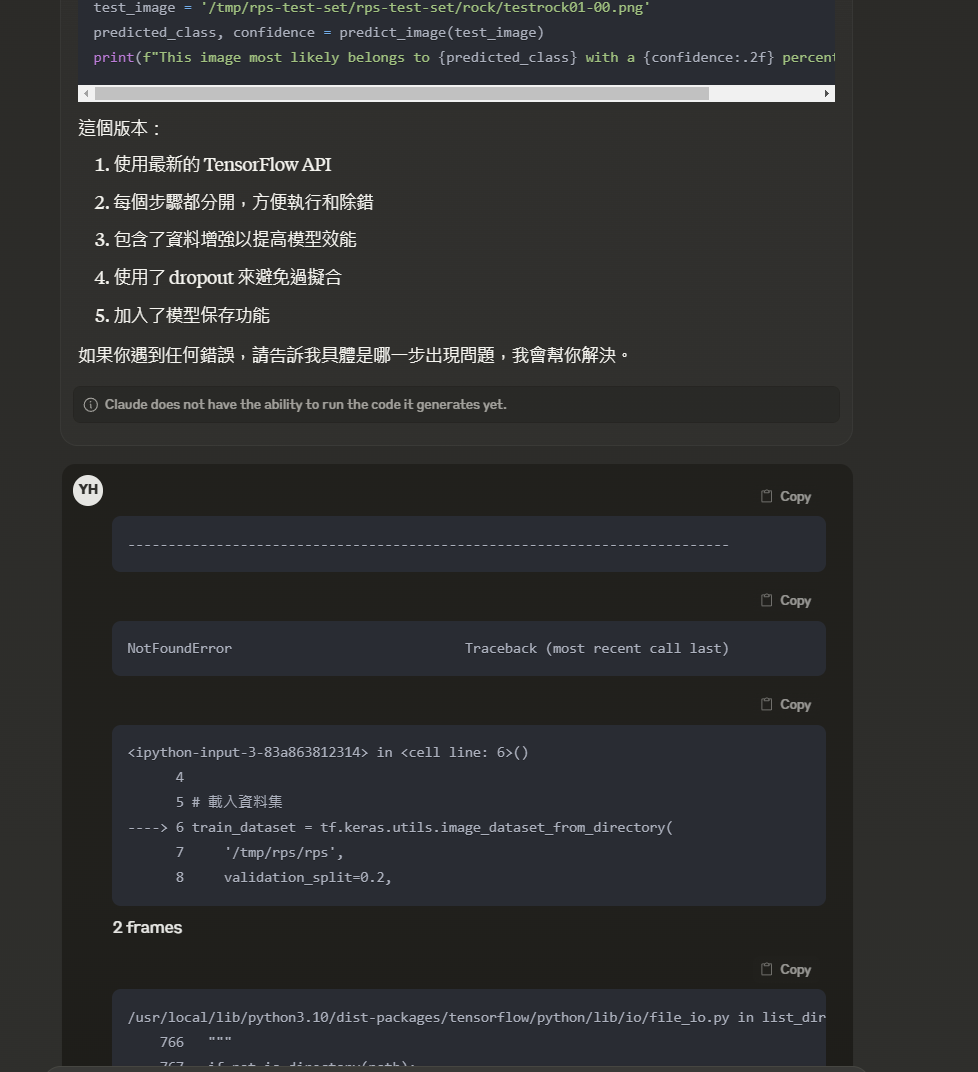 test_image = '/tmp/rps-test-set/rps-test-set/rock/testrock01-00.png'
predicted_class, confidence = predict_image(test_image)
print(f"This image most likely belongs to {predicted_class} with a {confidence:.2f} percent
這個版本：
1. 使用最新的 TensorFlow API
2. 每個步驟都分開，方便執行和除錯
3. 包含了資料增強以提高模型效能
4. 使用了 dropout 來避免過擬合
5. 加入了模型保存功能
如果你遇到任何錯誤，請告訴我具體是哪一步出現問題，我會幫你解決。
Claude does not have the ability to run the code it generates yet.
YH
Copy
---------------------------------------------------------------------------
Copy
NotFoundError                             Traceback (most recent call last)
Copy
<ipython-input-3-83a863812314> in <cell line: 6>()
      4
      5 # 載入資料集
----> 6 train_dataset = tf.keras.utils.image_dataset_from_directory(
      7     '/tmp/rps/rps',
      8     validation_split=0.2,
2 frames
Copy
/usr/local/lib/python3.10/dist-packages/tensorflow/python/lib/io/file_io.py in list_dir
    766   """
    767   if not is_directory(path):